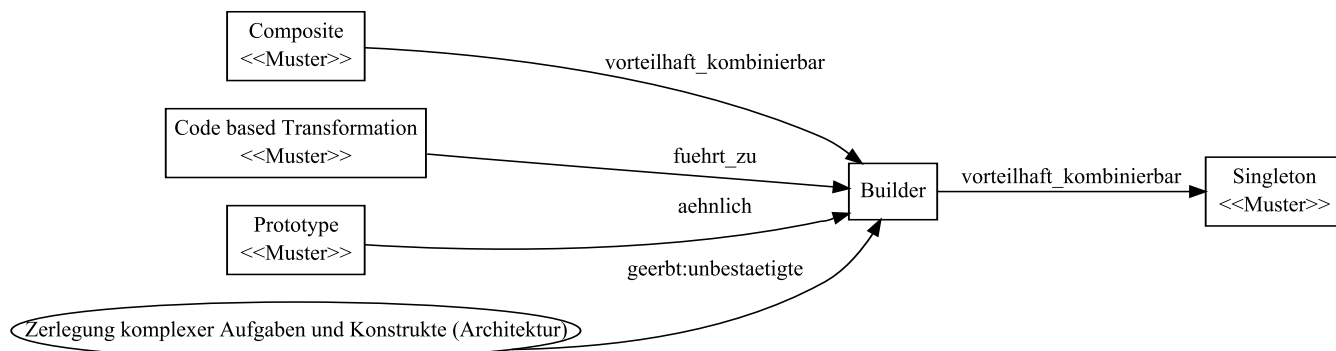 Composite
<<Muster>>
vorteilhaft_kombinierbar
Code based Transformation
<<Muster>>
fuehrt_zu
Builder
vorteilhaft_kombinierbar
Singleton
<<Muster>>
Prototype
<<Muster>>
aehnlich
geerbt:unbestaetigte
Zerlegung komplexer Aufgaben und Konstrukte (Architektur)